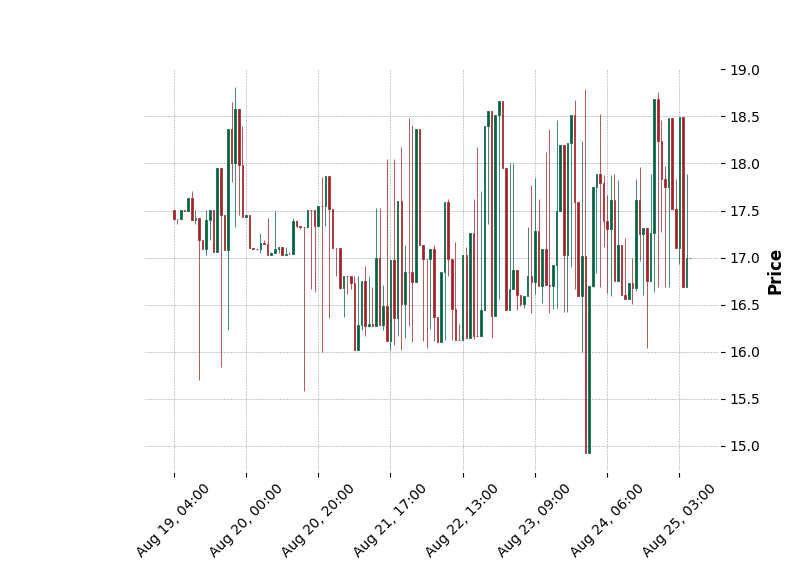 19.0
18.5
18.0
17.5
17.0
16.5
16.0
15.5
15.0
Price
Aug 19, 04:00
Aug 20, 00:00
Aug 20, 20:00
Aug 21, 17:00
Aug 22, 13:00
Aug 23, 09:00
Aug 24, 06:00
Aug 25, 03:00